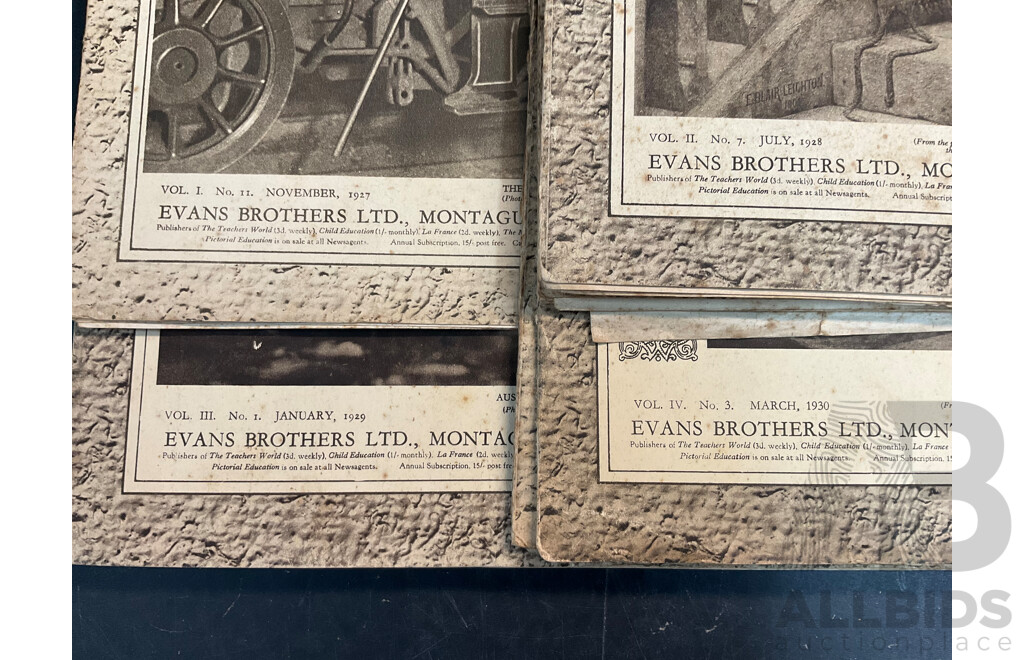 VOL. I. No. 11. NOVEMBER, 1927
THE
EVANS BROTHERS LTD., MONTAGU
Publishers of The Teachers World (3d. weekly), Child Education (1/- monthly), La France (2d. weekly), The
Pictorial Education is on sale at all Newsagents. Annual Subscription, 15/- post free.
E. BLAIR LEIGHTON
VOL. II. No. 7. JULY, 1928
(From the
EVANS BROTHERS LTD.,
Publishers of The Teachers World (3d. weekly), Child Education (1/- monthly), La
Pictorial Education is on sale at all Newsagents. Annual
VOL. III. No. 1. JANUARY, 1929
AUS
EVANS BROTHERS LTD.,
Publishers of The Teachers World (3d. weekly), Child Education (1/- monthly), La France (2d. weekly
Pictorial Education is on sale at all Newsagents. Annual Subscription, 15/- post
VOL. IV. No. 3. MARCH, 1930
EVANS BROTHERS LTD.,
Publishers of The Teachers World (3d. weekly), Child Education (1/- monthly), La France
Pictorial Education is on sale at all Newsagents. Annual Subscription,
B
ALLBIDS
auctionplace